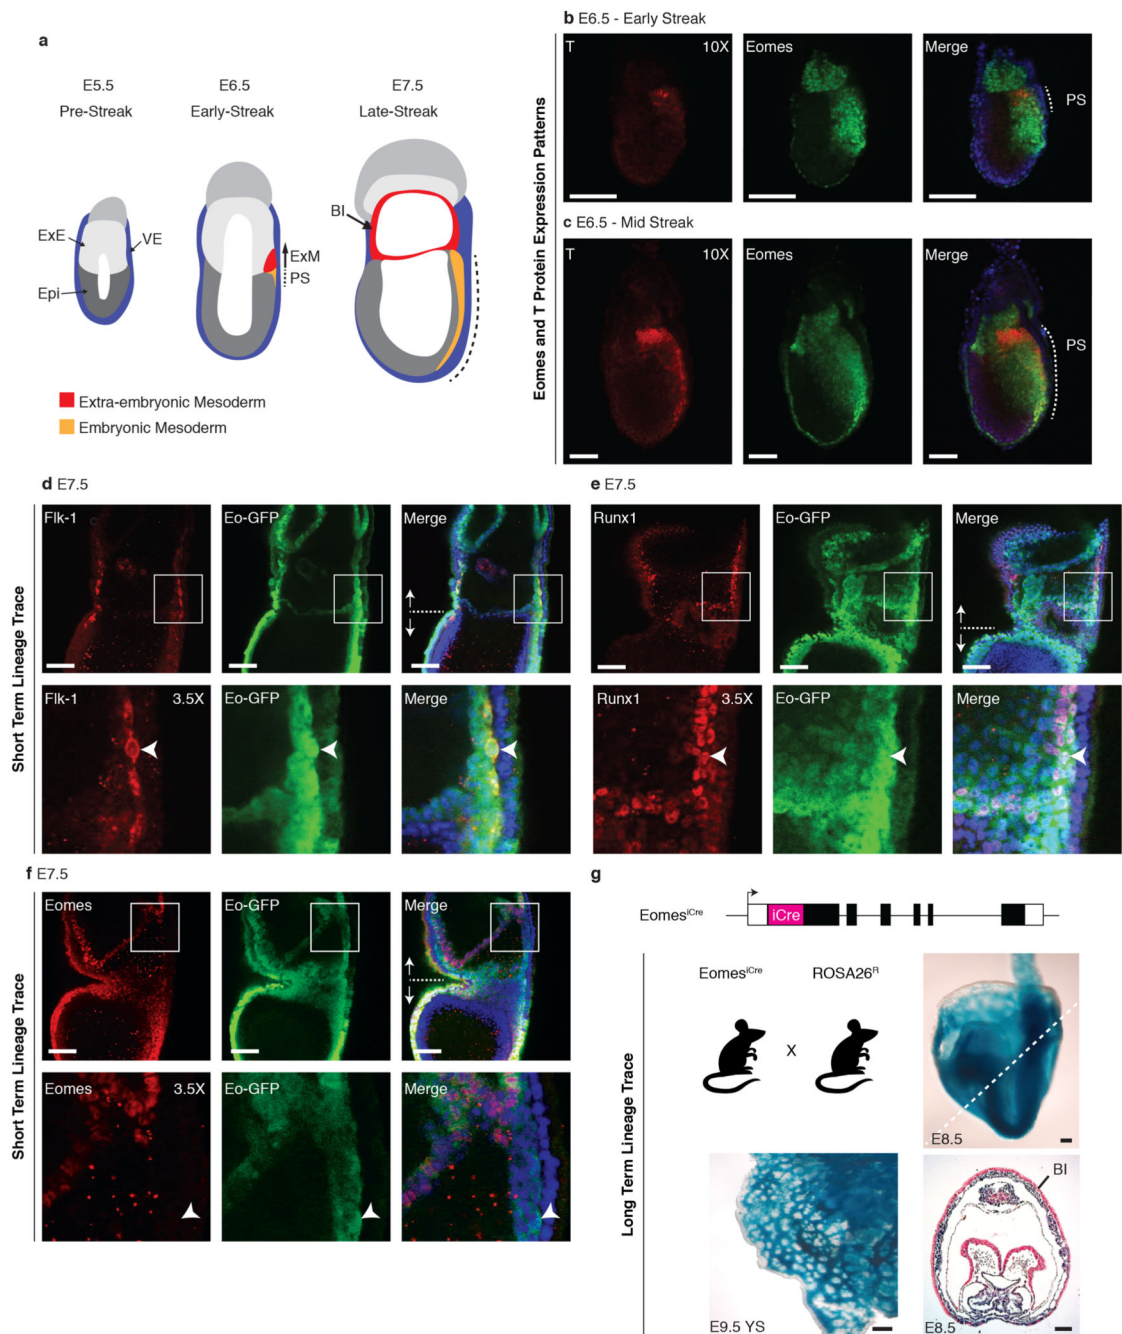 a
E5.5
Pre-Streak
E6.5
Early-Streak
E7.5
Late-Streak
ExE
VE
Epi
ExM
PS
BI
Extra-embryonic Mesoderm
Embryonic Mesoderm
Eomes and T Protein Expression Patterns
b E6.5 - Early Streak
T 10X
Eomes
Merge
PS
c E6.5 - Mid Streak
T 10X
Eomes
Merge
PS
Short Term Lineage Trace
d E7.5
Flk-1
Eo-GFP
Merge
Flk-1 3.5X
Eo-GFP
Merge
e E7.5
Runx1
Eo-GFP
Merge
Runx1 3.5X
Eo-GFP
Merge
Short Term Lineage Trace
f E7.5
Eomes
Eo-GFP
Merge
Eomes 3.5X
Eo-GFP
Merge
g
EomesiCre
iCre
Long Term Lineage Trace
EomesiCre
ROSA26R
X
E8.5
E9.5 YS
BI
E8.5